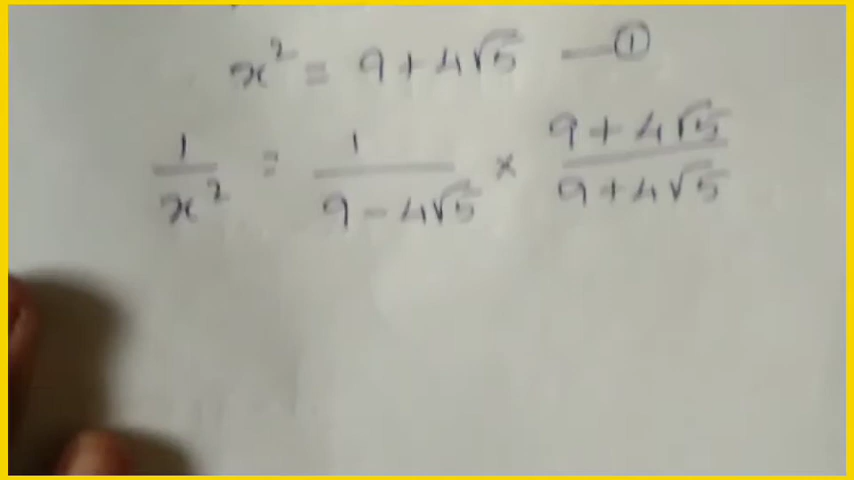 x² = 9 + 4√5 —①
1/x² = 1/(9 - 4√5) × (9 + 4√5)/(9 + 4√5)